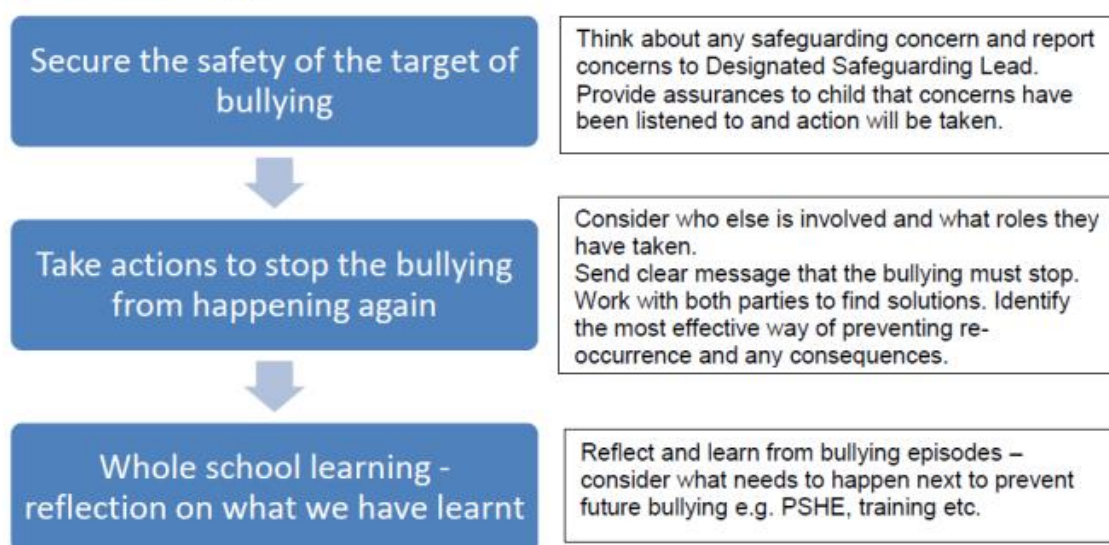 Secure the safety of the target of
bullying
Think about any safeguarding concern and report
concerns to Designated Safeguarding Lead.
Provide assurances to child that concerns have
been listened to and action will be taken.
Take actions to stop the bullying
from happening again
Consider who else is involved and what roles they
have taken.
Send clear message that the bullying must stop.
Work with both parties to find solutions. Identify
the most effective way of preventing re-
occurrence and any consequences.
Whole school learning -
reflection on what we have learnt
Reflect and learn from bullying episodes –
consider what needs to happen next to prevent
future bullying e.g. PSHE, training etc.